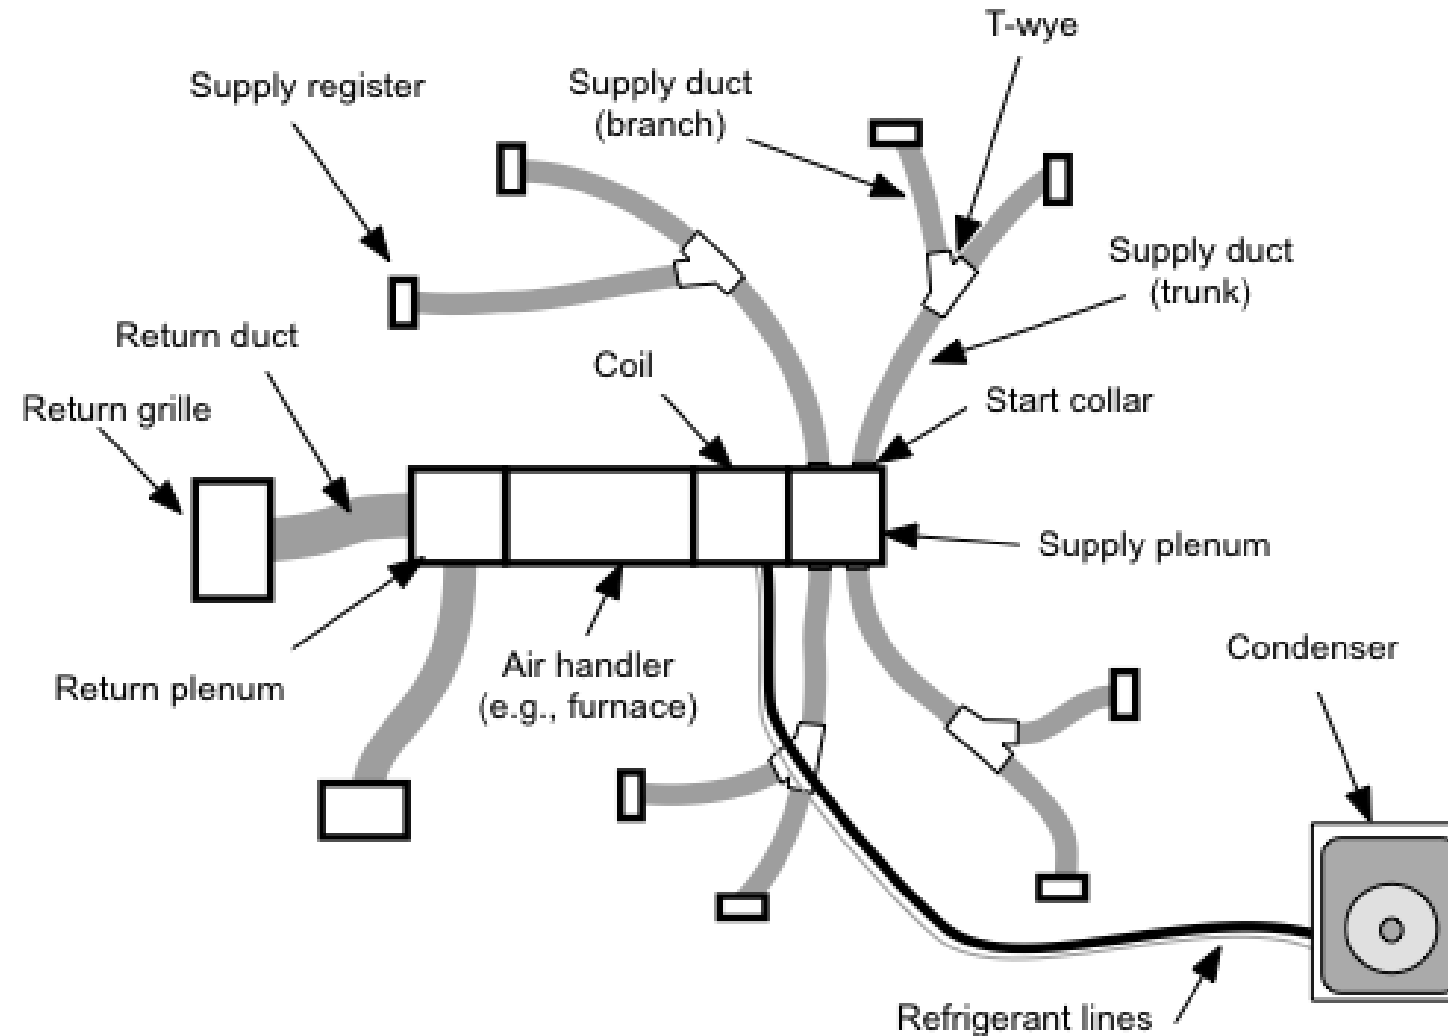 T-wye
Supply register
Supply duct
(branch)
Supply duct
(trunk)
Return duct
Coil
Return grille
Start collar
Supply plenum
Return plenum
Air handler
(e.g., furnace)
Condenser
Refrigerant lines